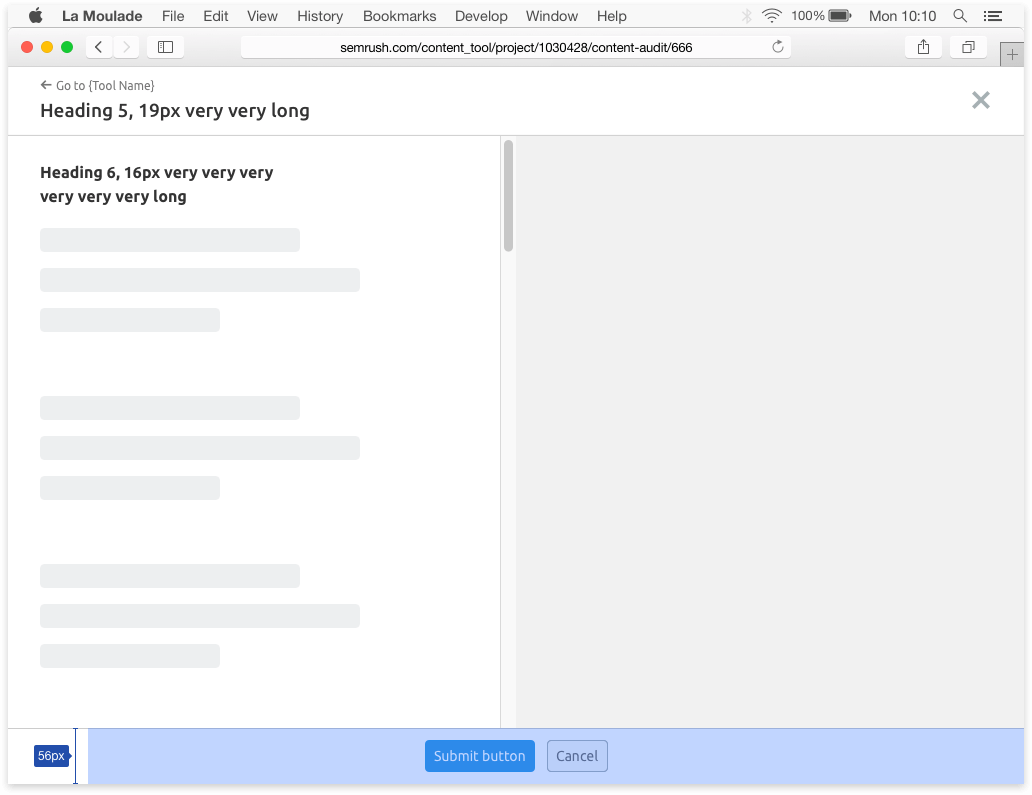 La Moulade File Edit View History Bookmarks Develop Window Help 100% Mon 10:10
semrush.com/content_tool/project/1030428/content-audit/666
← Go to {Tool Name}
Heading 5, 19px very very long
Heading 6, 16px very very very
very very very long
56px Submit button Cancel